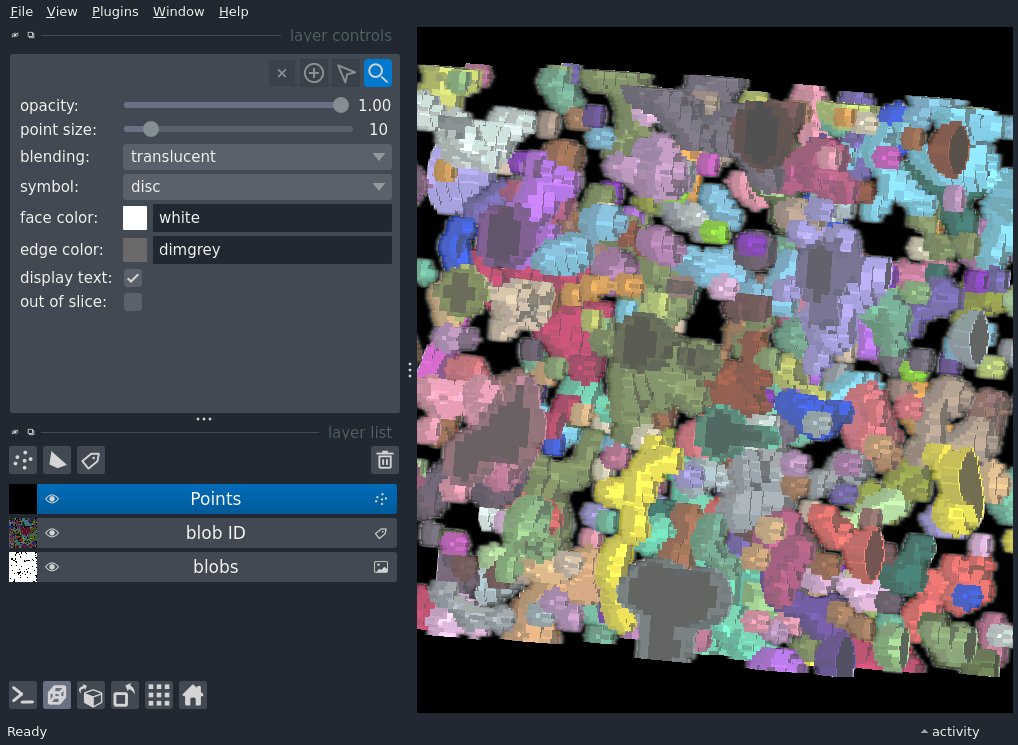 File View Plugins Window Help
layer controls
opacity: 1.00
point size: 10
blending: translucent
symbol: disc
face color: white
edge color: dimgrey
display text:
out of slice:
layer list
Points
blob ID
blobs
Ready activity